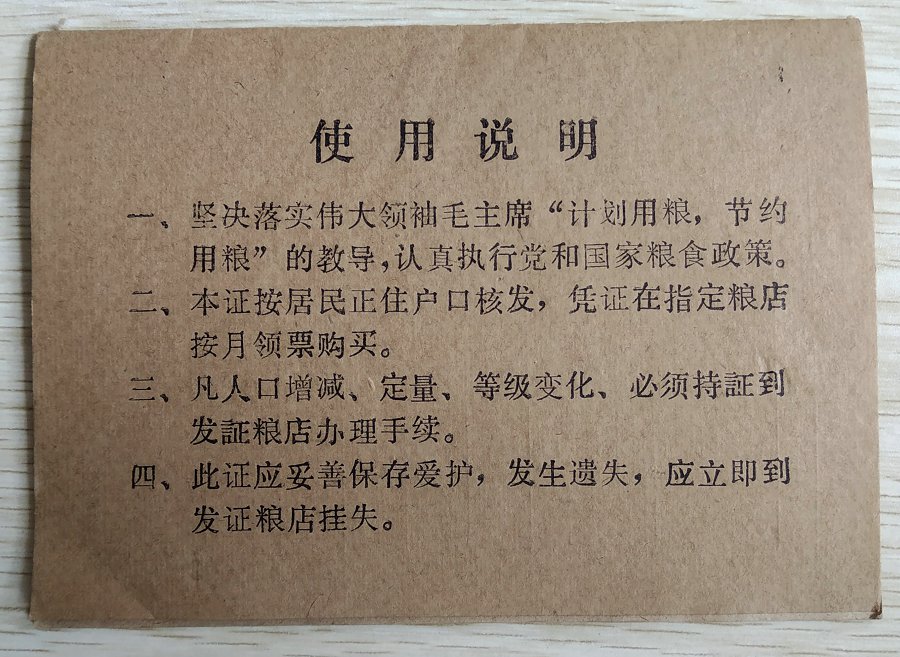 使用说明
一、坚决落实伟大领袖毛主席“计划用粮，节约
用粮”的教导，认真执行党和国家粮食政策。
二、本证按居民正住户口核发，凭证在指定粮店
按月领票购买。
三、凡人口增减、定量、等级变化、必须持証到
发証粮店办理手续。
四、此证应妥善保存爱护，发生遗失，应立即到
发证粮店挂失。